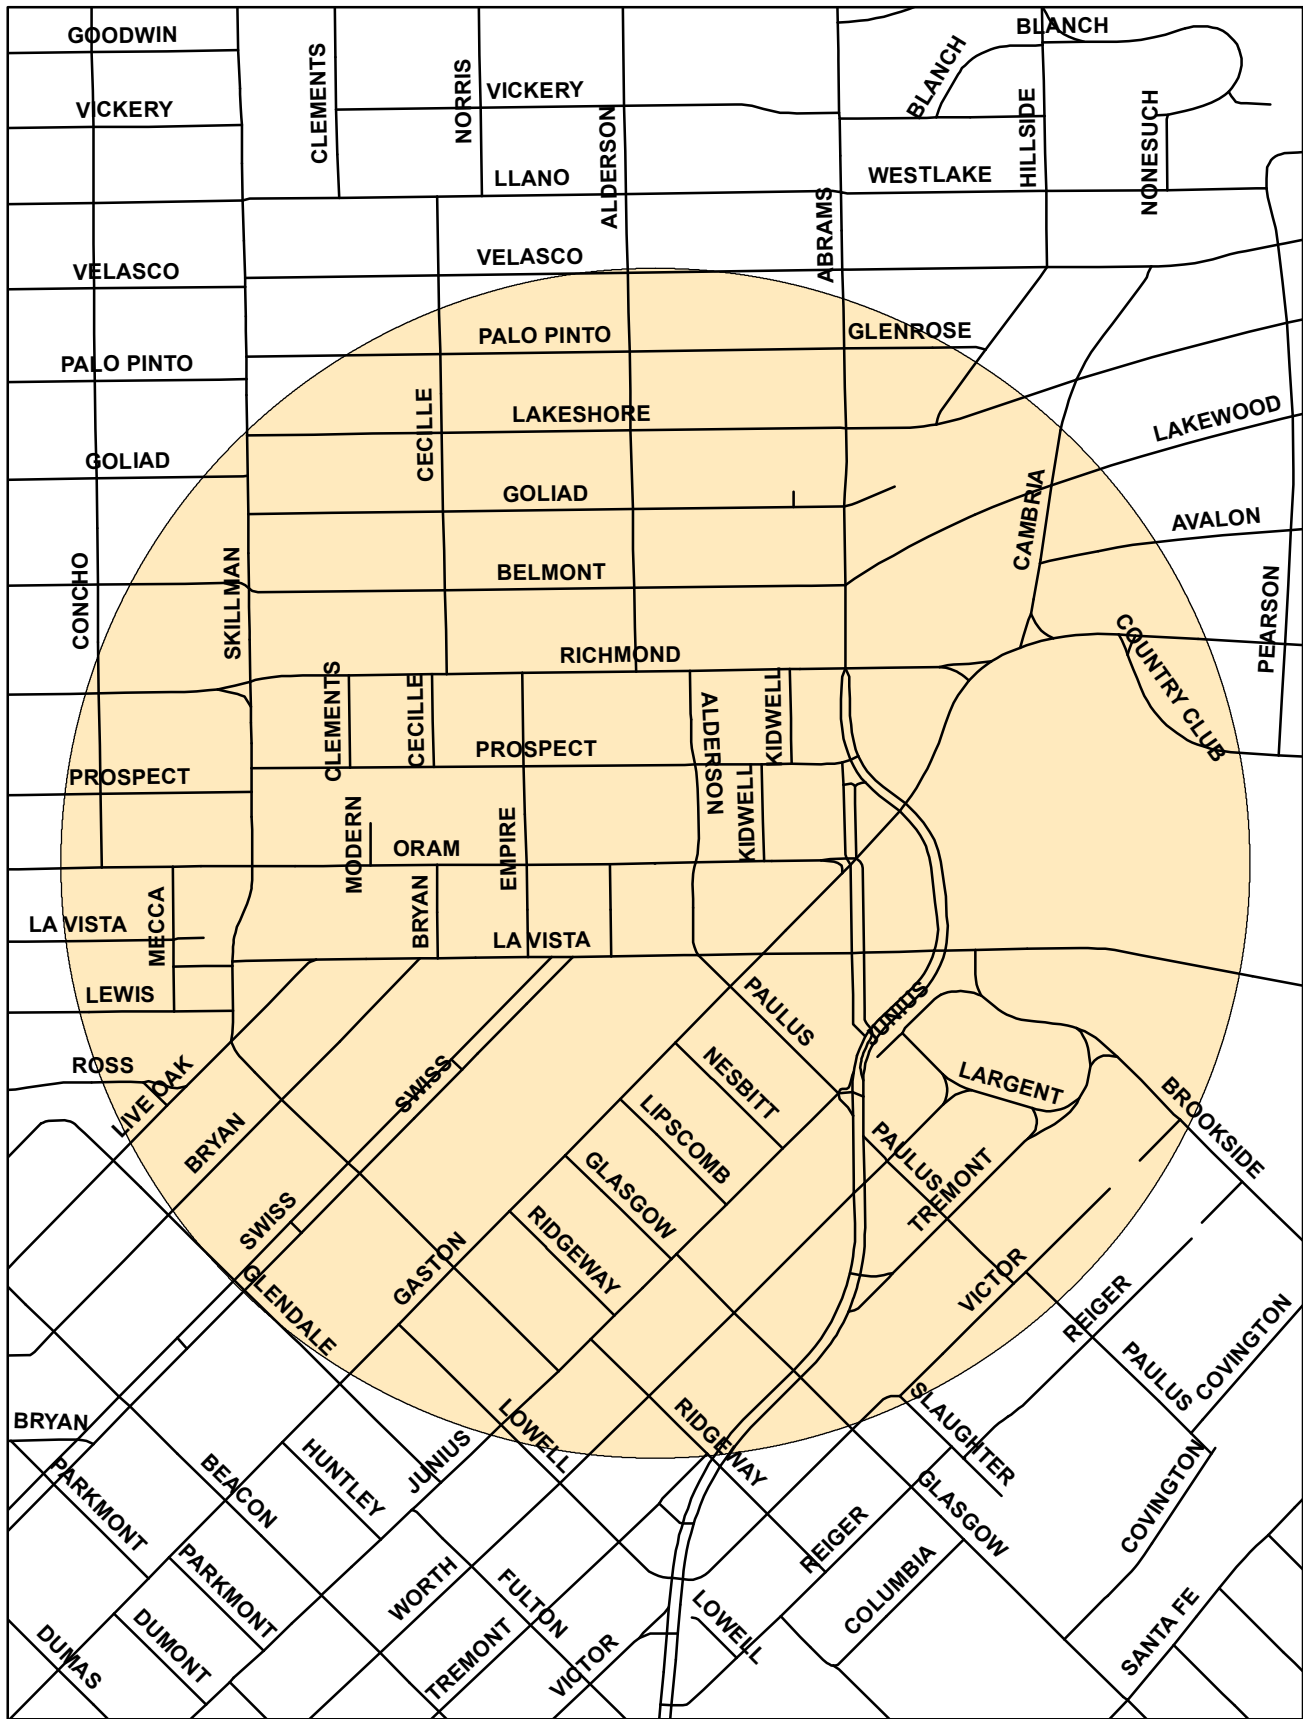 GOODWIN
BLANCH
BLANCH
CLEMENTS
NORRIS
VICKERY
VICKERY
HILLSIDE
NONESUCH
ALDERSON
LLANO
WESTLAKE
ABRAMS
VELASCO
VELASCO
PALO PINTO
GLENROSE
PALO PINTO
CECILLE
LAKESHORE
LAKEWOOD
GOLIAD
GOLIAD
CAMBRIA
AVALON
CONCHO
SKILLMAN
BELMONT
PEARSON
RICHMOND
COUNTRY CLUB
CLEMENTS
CECILLE
ALDERSON
KIDWELL
PROSPECT
PROSPECT
KIDWELL
MODERN
ORAM
EMPIRE
MECCA
LA VISTA
BRYAN
LA VISTA
LEWIS
PAULUS
JUNIUS
ROSS
LIVE OAK
SWISS
NESBITT
LARGENT
BRYAN
LIPSCOMB
PAULUS
BROOKSIDE
GLASGOW
TREMONT
SWISS
RIDGEWAY
GASTON
GLENDALE
VICTOR
REIGER
COVINGTON
PAULUS
BRYAN
LOWELL
RIDGEWAY
SLAUGHTER
PARKMONT
BEACON
HUNTLEY
JUNIUS
GLASGOW
COVINGTON
REIGER
PARKMONT
WORTH
FULTON
COLUMBIA
DUMONT
LOWELL
SANTA FE
DUMAS
TREMONT
VICTOR